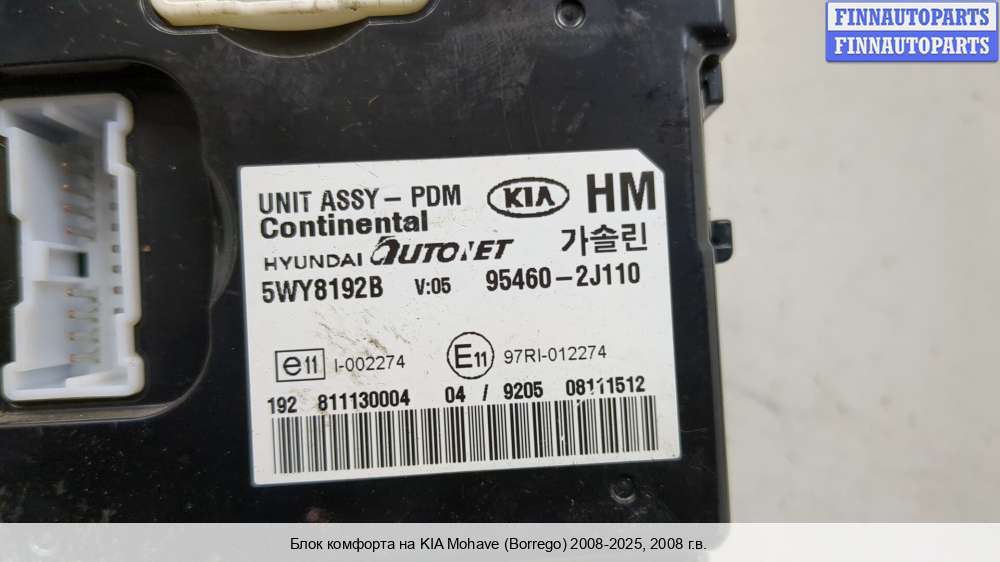 FINNAUTOPARTS
FINNAUTOPARTS
UNIT ASSY – PDM KIA HM
Continental
HYUNDAI AUTONET 가솔린
5WY8192B V:05 95460–2J110
e11 I-002274 E11 97RI-012274
192 811130004 04 / 9205 08111512
Блок комфорта на KIA Mohave (Borrego) 2008-2025, 2008 г.в.